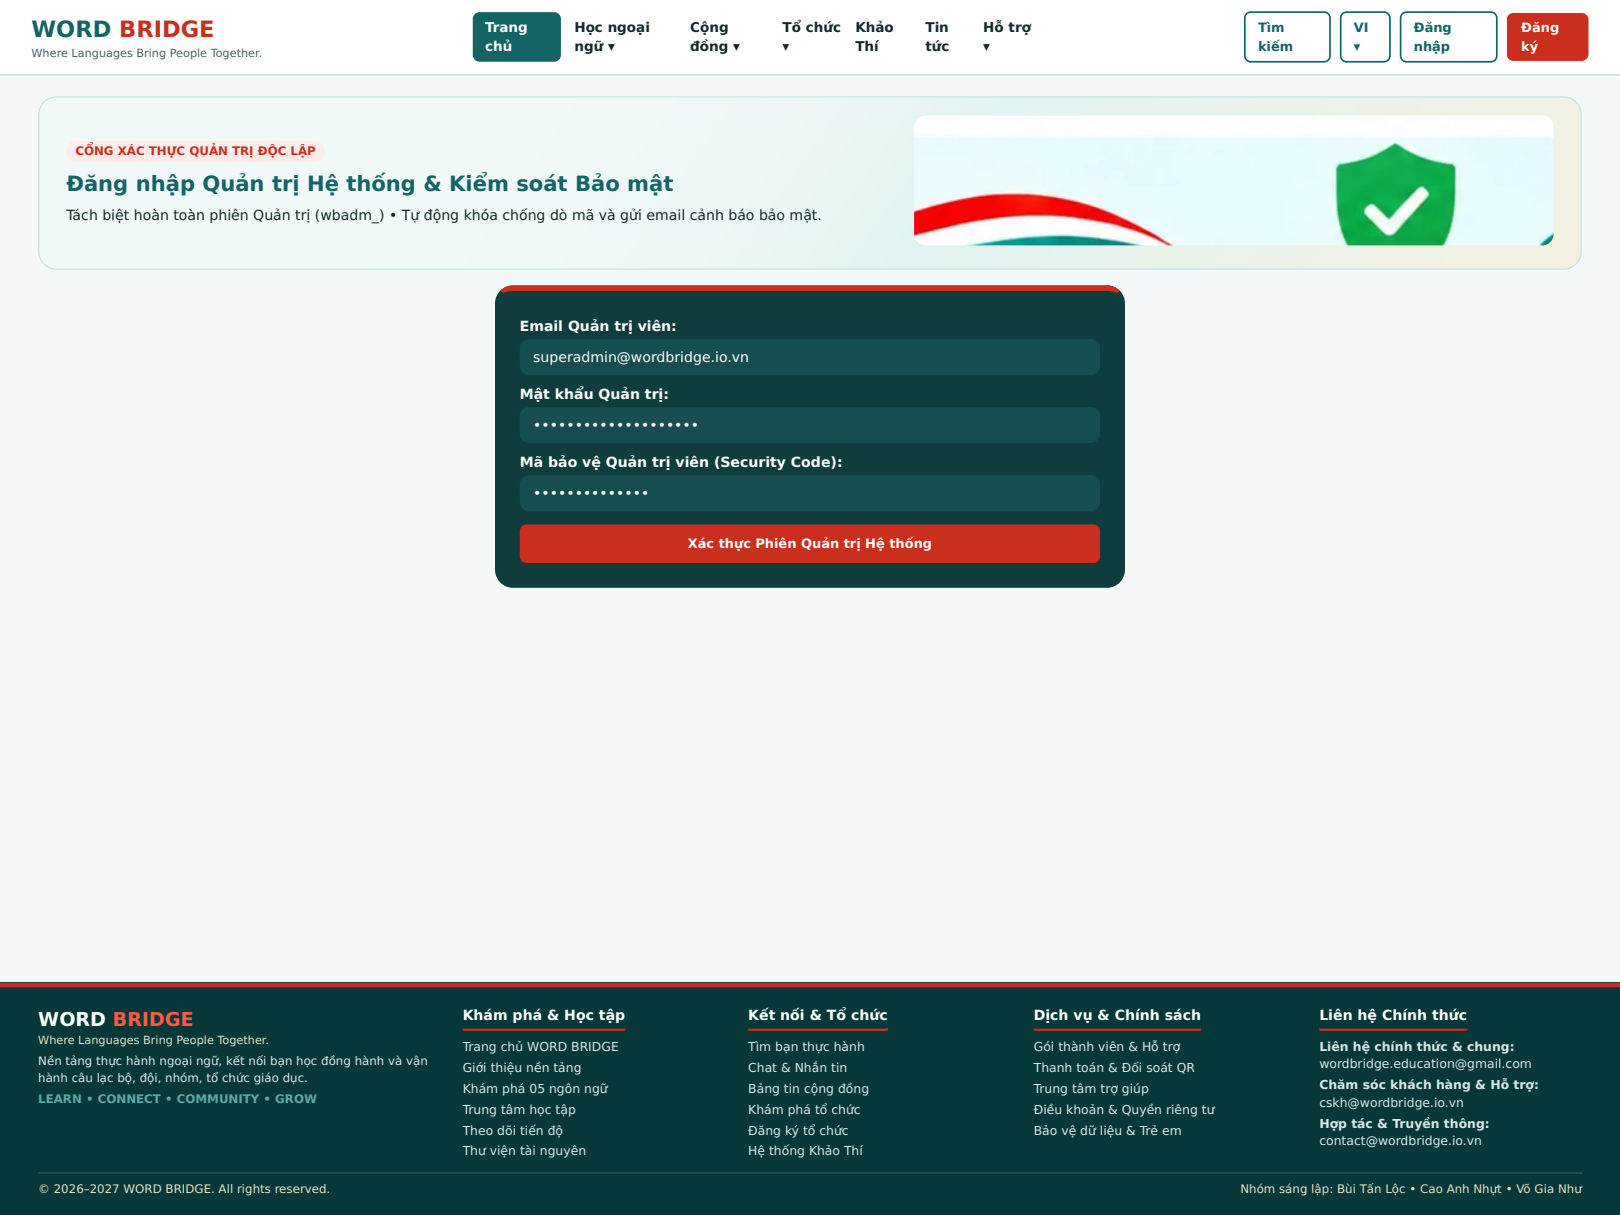 WORD BRIDGE
Where Languages Bring People Together.
Trang chủ
Học ngoại ngữ ▾
Cộng đồng ▾
Tổ chức ▾
Khảo Thí
Tin tức
Hỗ trợ ▾
Tìm kiếm
VI ▾
Đăng nhập
Đăng ký
CỔNG XÁC THỰC QUẢN TRỊ ĐỘC LẬP
Đăng nhập Quản trị Hệ thống & Kiểm soát Bảo mật
Tách biệt hoàn toàn phiên Quản trị (wbadm_) • Tự động khóa chống dò mã và gửi email cảnh báo bảo mật.
Email Quản trị viên:
superadmin@wordbridge.io.vn
Mật khẩu Quản trị:
••••••••••••••••••••
Mã bảo vệ Quản trị viên (Security Code):
••••••••••••••
Xác thực Phiên Quản trị Hệ thống
WORD BRIDGE
Where Languages Bring People Together.
Nền tảng thực hành ngoại ngữ, kết nối bạn học đồng hành và vận
hành câu lạc bộ, đội, nhóm, tổ chức giáo dục.
LEARN • CONNECT • COMMUNITY • GROW
Khám phá & Học tập
Trang chủ WORD BRIDGE
Giới thiệu nền tảng
Khám phá 05 ngôn ngữ
Trung tâm học tập
Theo dõi tiến độ
Thư viện tài nguyên
Kết nối & Tổ chức
Tìm bạn thực hành
Chat & Nhắn tin
Bảng tin cộng đồng
Khám phá tổ chức
Đăng ký tổ chức
Hệ thống Khảo Thí
Dịch vụ & Chính sách
Gói thành viên & Hỗ trợ
Thanh toán & Đối soát QR
Trung tâm trợ giúp
Điều khoản & Quyền riêng tư
Bảo vệ dữ liệu & Trẻ em
Liên hệ Chính thức
Liên hệ chính thức & chung:
wordbridge.education@gmail.com
Chăm sóc khách hàng & Hỗ trợ:
cskh@wordbridge.io.vn
Hợp tác & Truyền thông:
contact@wordbridge.io.vn
© 2026–2027 WORD BRIDGE. All rights reserved.
Nhóm sáng lập: Bùi Tấn Lộc • Cao Anh Nhựt • Võ Gia Như